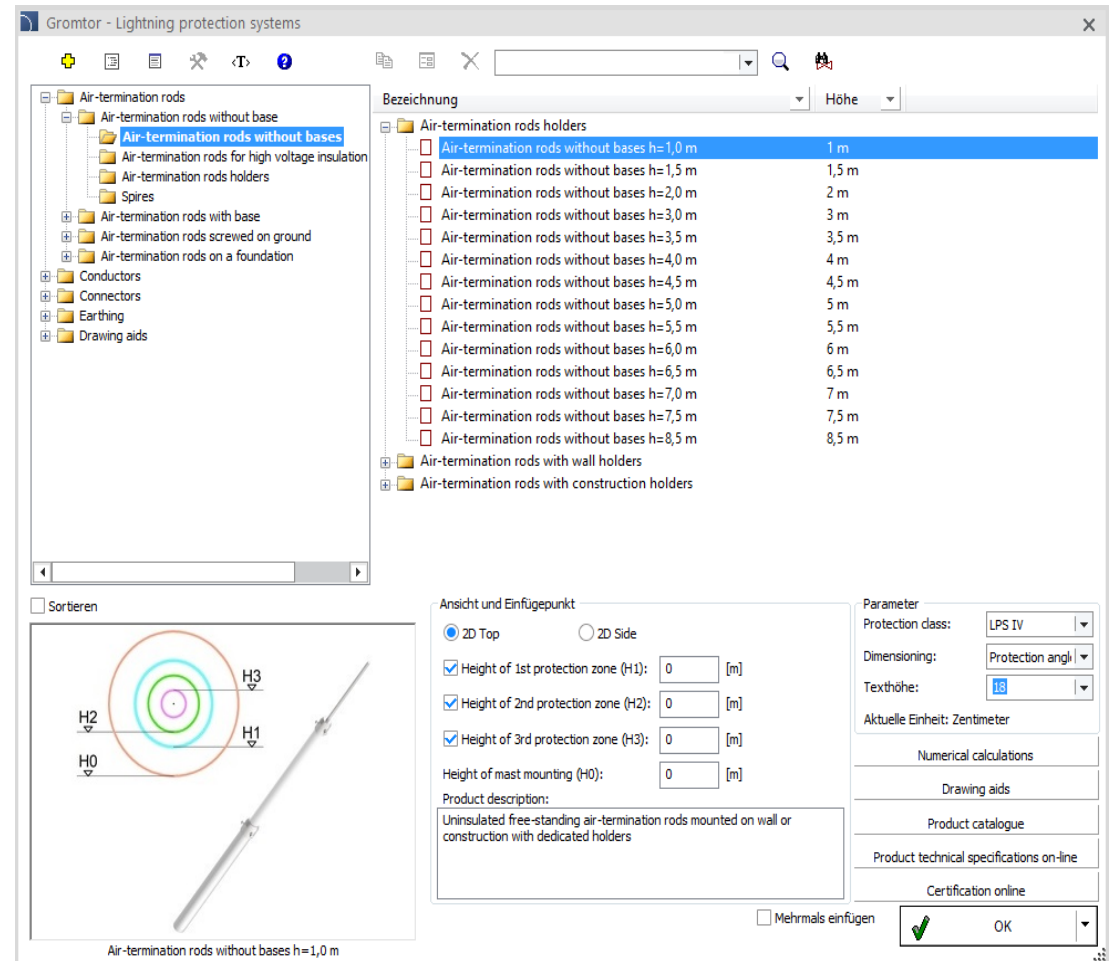 Gromtor - Lightning protection systems
<T>
Air-termination rods
Air-termination rods without base
Air-termination rods without bases
Air-termination rods for high voltage insulation
Air-termination rods holders
Spires
Air-termination rods with base
Air-termination rods screwed on ground
Air-termination rods on a foundation
Conductors
Connectors
Earthing
Drawing aids
Bezeichnung Höhe
Air-termination rods holders
Air-termination rods without bases h=1,0 m 1 m
Air-termination rods without bases h=1,5 m 1,5 m
Air-termination rods without bases h=2,0 m 2 m
Air-termination rods without bases h=3,0 m 3 m
Air-termination rods without bases h=3,5 m 3,5 m
Air-termination rods without bases h=4,0 m 4 m
Air-termination rods without bases h=4,5 m 4,5 m
Air-termination rods without bases h=5,0 m 5 m
Air-termination rods without bases h=5,5 m 5,5 m
Air-termination rods without bases h=6,0 m 6 m
Air-termination rods without bases h=6,5 m 6,5 m
Air-termination rods without bases h=7,0 m 7 m
Air-termination rods without bases h=7,5 m 7,5 m
Air-termination rods without bases h=8,5 m 8,5 m
Air-termination rods with wall holders
Air-termination rods with construction holders
Sortieren
H3
H2
H1
H0
Air-termination rods without bases h=1,0 m
Ansicht und Einfügepunkt
2D Top 2D Side
Height of 1st protection zone (H1): 0 [m]
Height of 2nd protection zone (H2): 0 [m]
Height of 3rd protection zone (H3): 0 [m]
Height of mast mounting (H0): 0 [m]
Product description:
Uninsulated free-standing air-termination rods mounted on wall or
construction with dedicated holders
Mehrmals einfügen
Parameter
Protection class: LPS IV
Dimensioning: Protection angl
Texthöhe: 18
Aktuelle Einheit: Zentimeter
Numerical calculations
Drawing aids
Product catalogue
Product technical specifications on-line
Certification online
OK